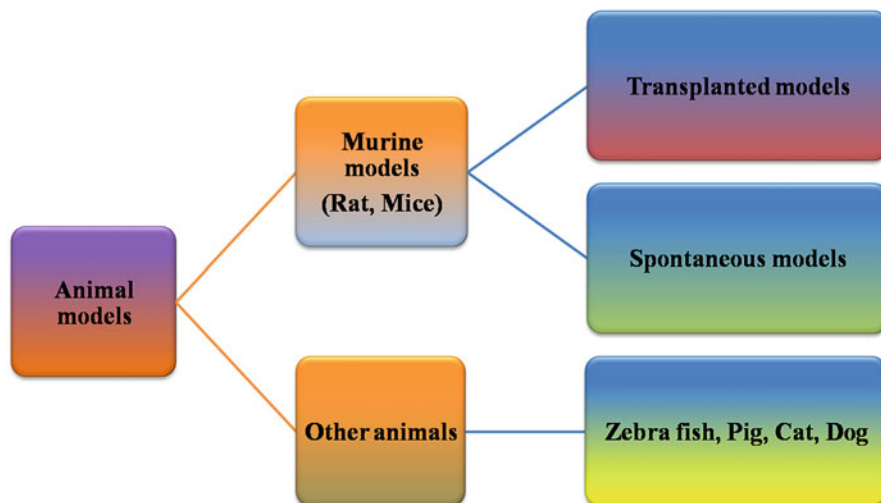 Animal
models
Murine
models
(Rat, Mice)
Transplanted models
Spontaneous models
Other animals
Zebra fish, Pig, Cat, Dog